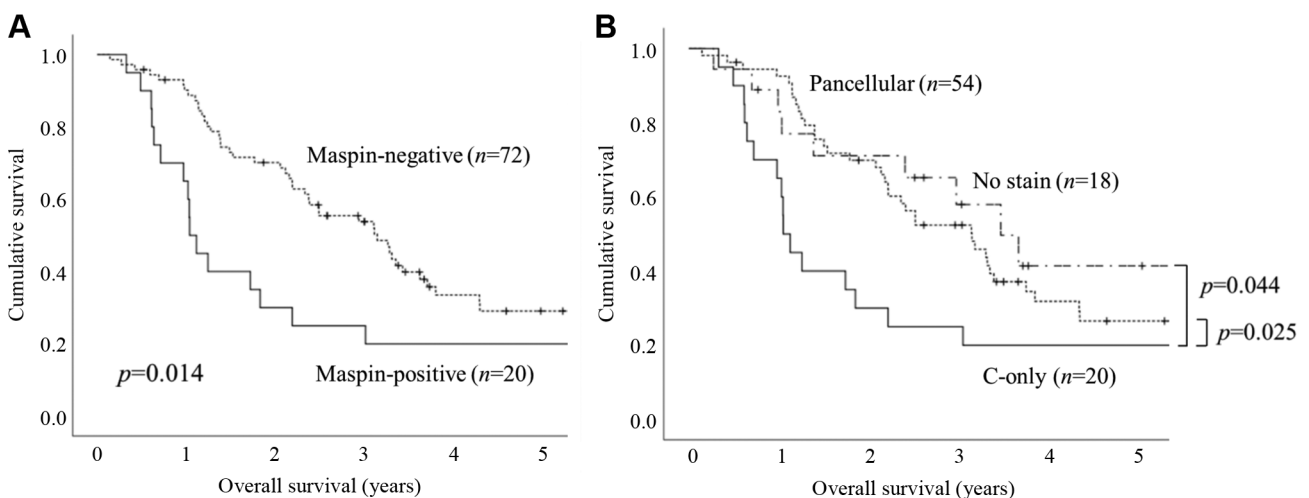 A
Cumulative survival
1.0
0.8
0.6
0.4
0.2
0.0
Maspin-negative (n=72)
Maspin-positive (n=20)
p=0.014
0 1 2 3 4 5
Overall survival (years)
B
Cumulative survival
1.0
0.8
0.6
0.4
0.2
0.0
Pancellular (n=54)
No stain (n=18)
p=0.044
p=0.025
C-only (n=20)
0 1 2 3 4 5
Overall survival (years)